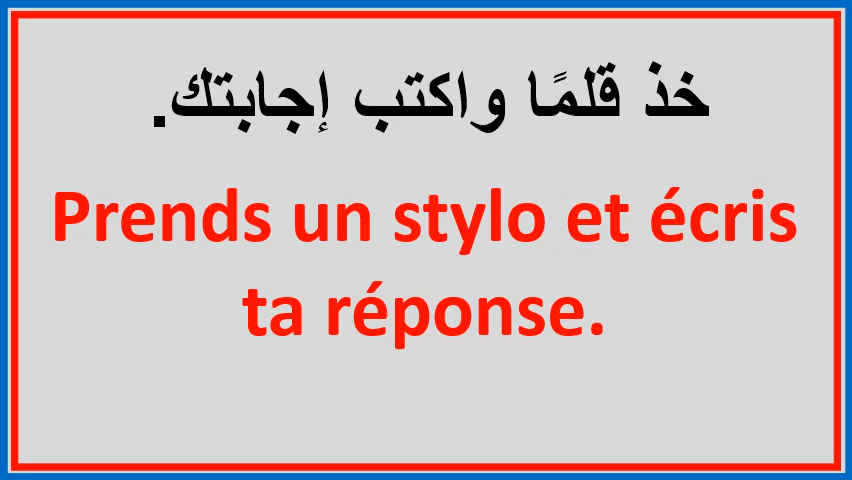 خذ قلمًا واكتب إجابتك.
Prends un stylo et écris
ta réponse.